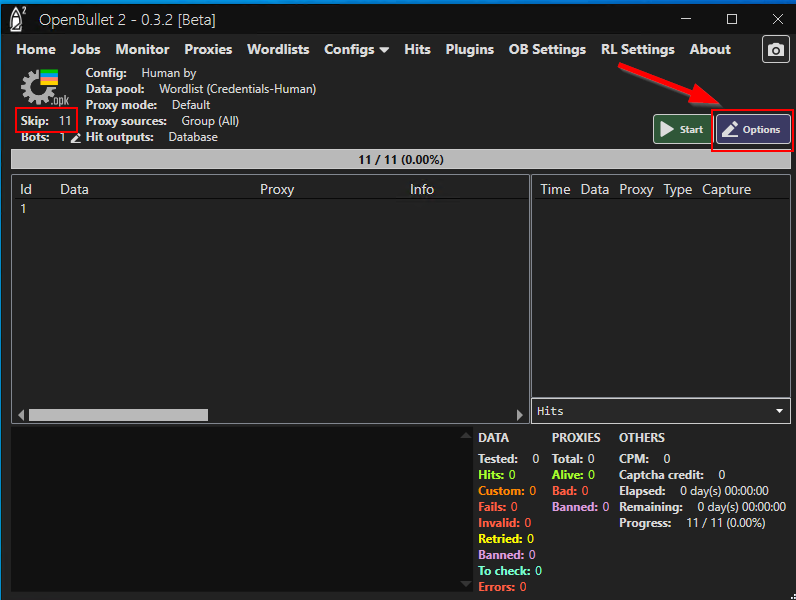 2
OpenBullet 2 - 0.3.2 [Beta]
Home Jobs Monitor Proxies Wordlists Configs Hits Plugins OB Settings RL Settings About
.opk
Config: Human by
Data pool: Wordlist (Credentials-Human)
Proxy mode: Default
Skip: 11 Proxy sources: Group (All)
Bots: 1 Hit outputs: Database
Start Options
11 / 11 (0.00%)
Id Data Proxy Info
1
Time Data Proxy Type Capture
Hits
DATA PROXIES OTHERS
Tested: 0 Total: 0 CPM: 0
Hits: 0 Alive: 0 Captcha credit: 0
Custom: 0 Bad: 0 Elapsed: 0 day(s) 00:00:00
Fails: 0 Banned: 0 Remaining: 0 day(s) 00:00:00
Invalid: 0 Progress: 11 / 11 (0.00%)
Retried: 0
Banned: 0
To check: 0
Errors: 0